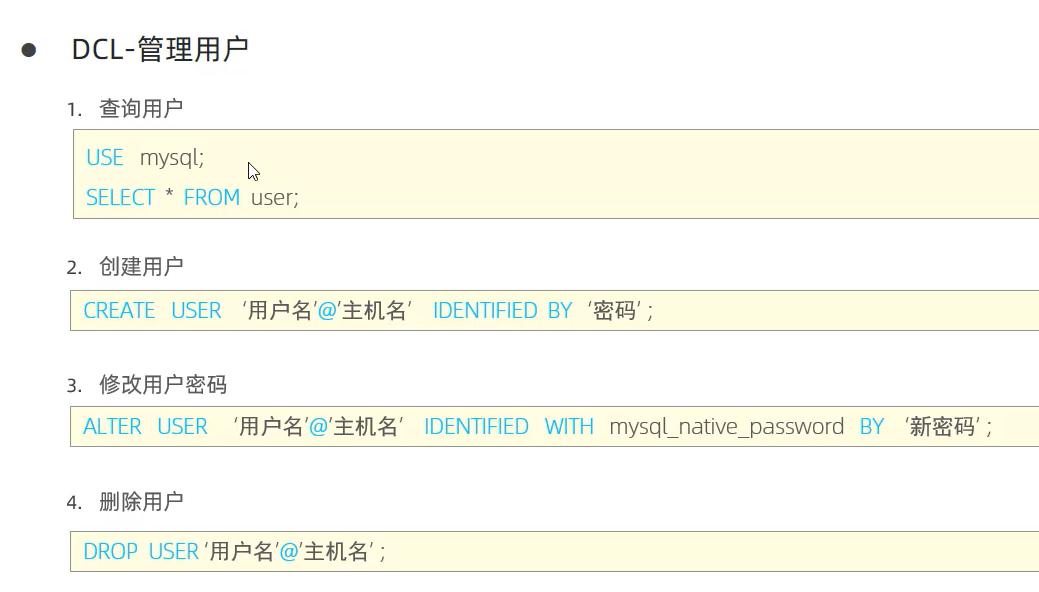 ● DCL-管理用户
1. 查询用户
USE mysql;
SELECT * FROM user;
2. 创建用户
CREATE USER ‘用户名’@’主机名’ IDENTIFIED BY ‘密码’ ;
3. 修改用户密码
ALTER USER ‘用户名’@’主机名’ IDENTIFIED WITH mysql_native_password BY ‘新密码’ ;
4. 删除用户
DROP USER ‘用户名’@’主机名’ ;